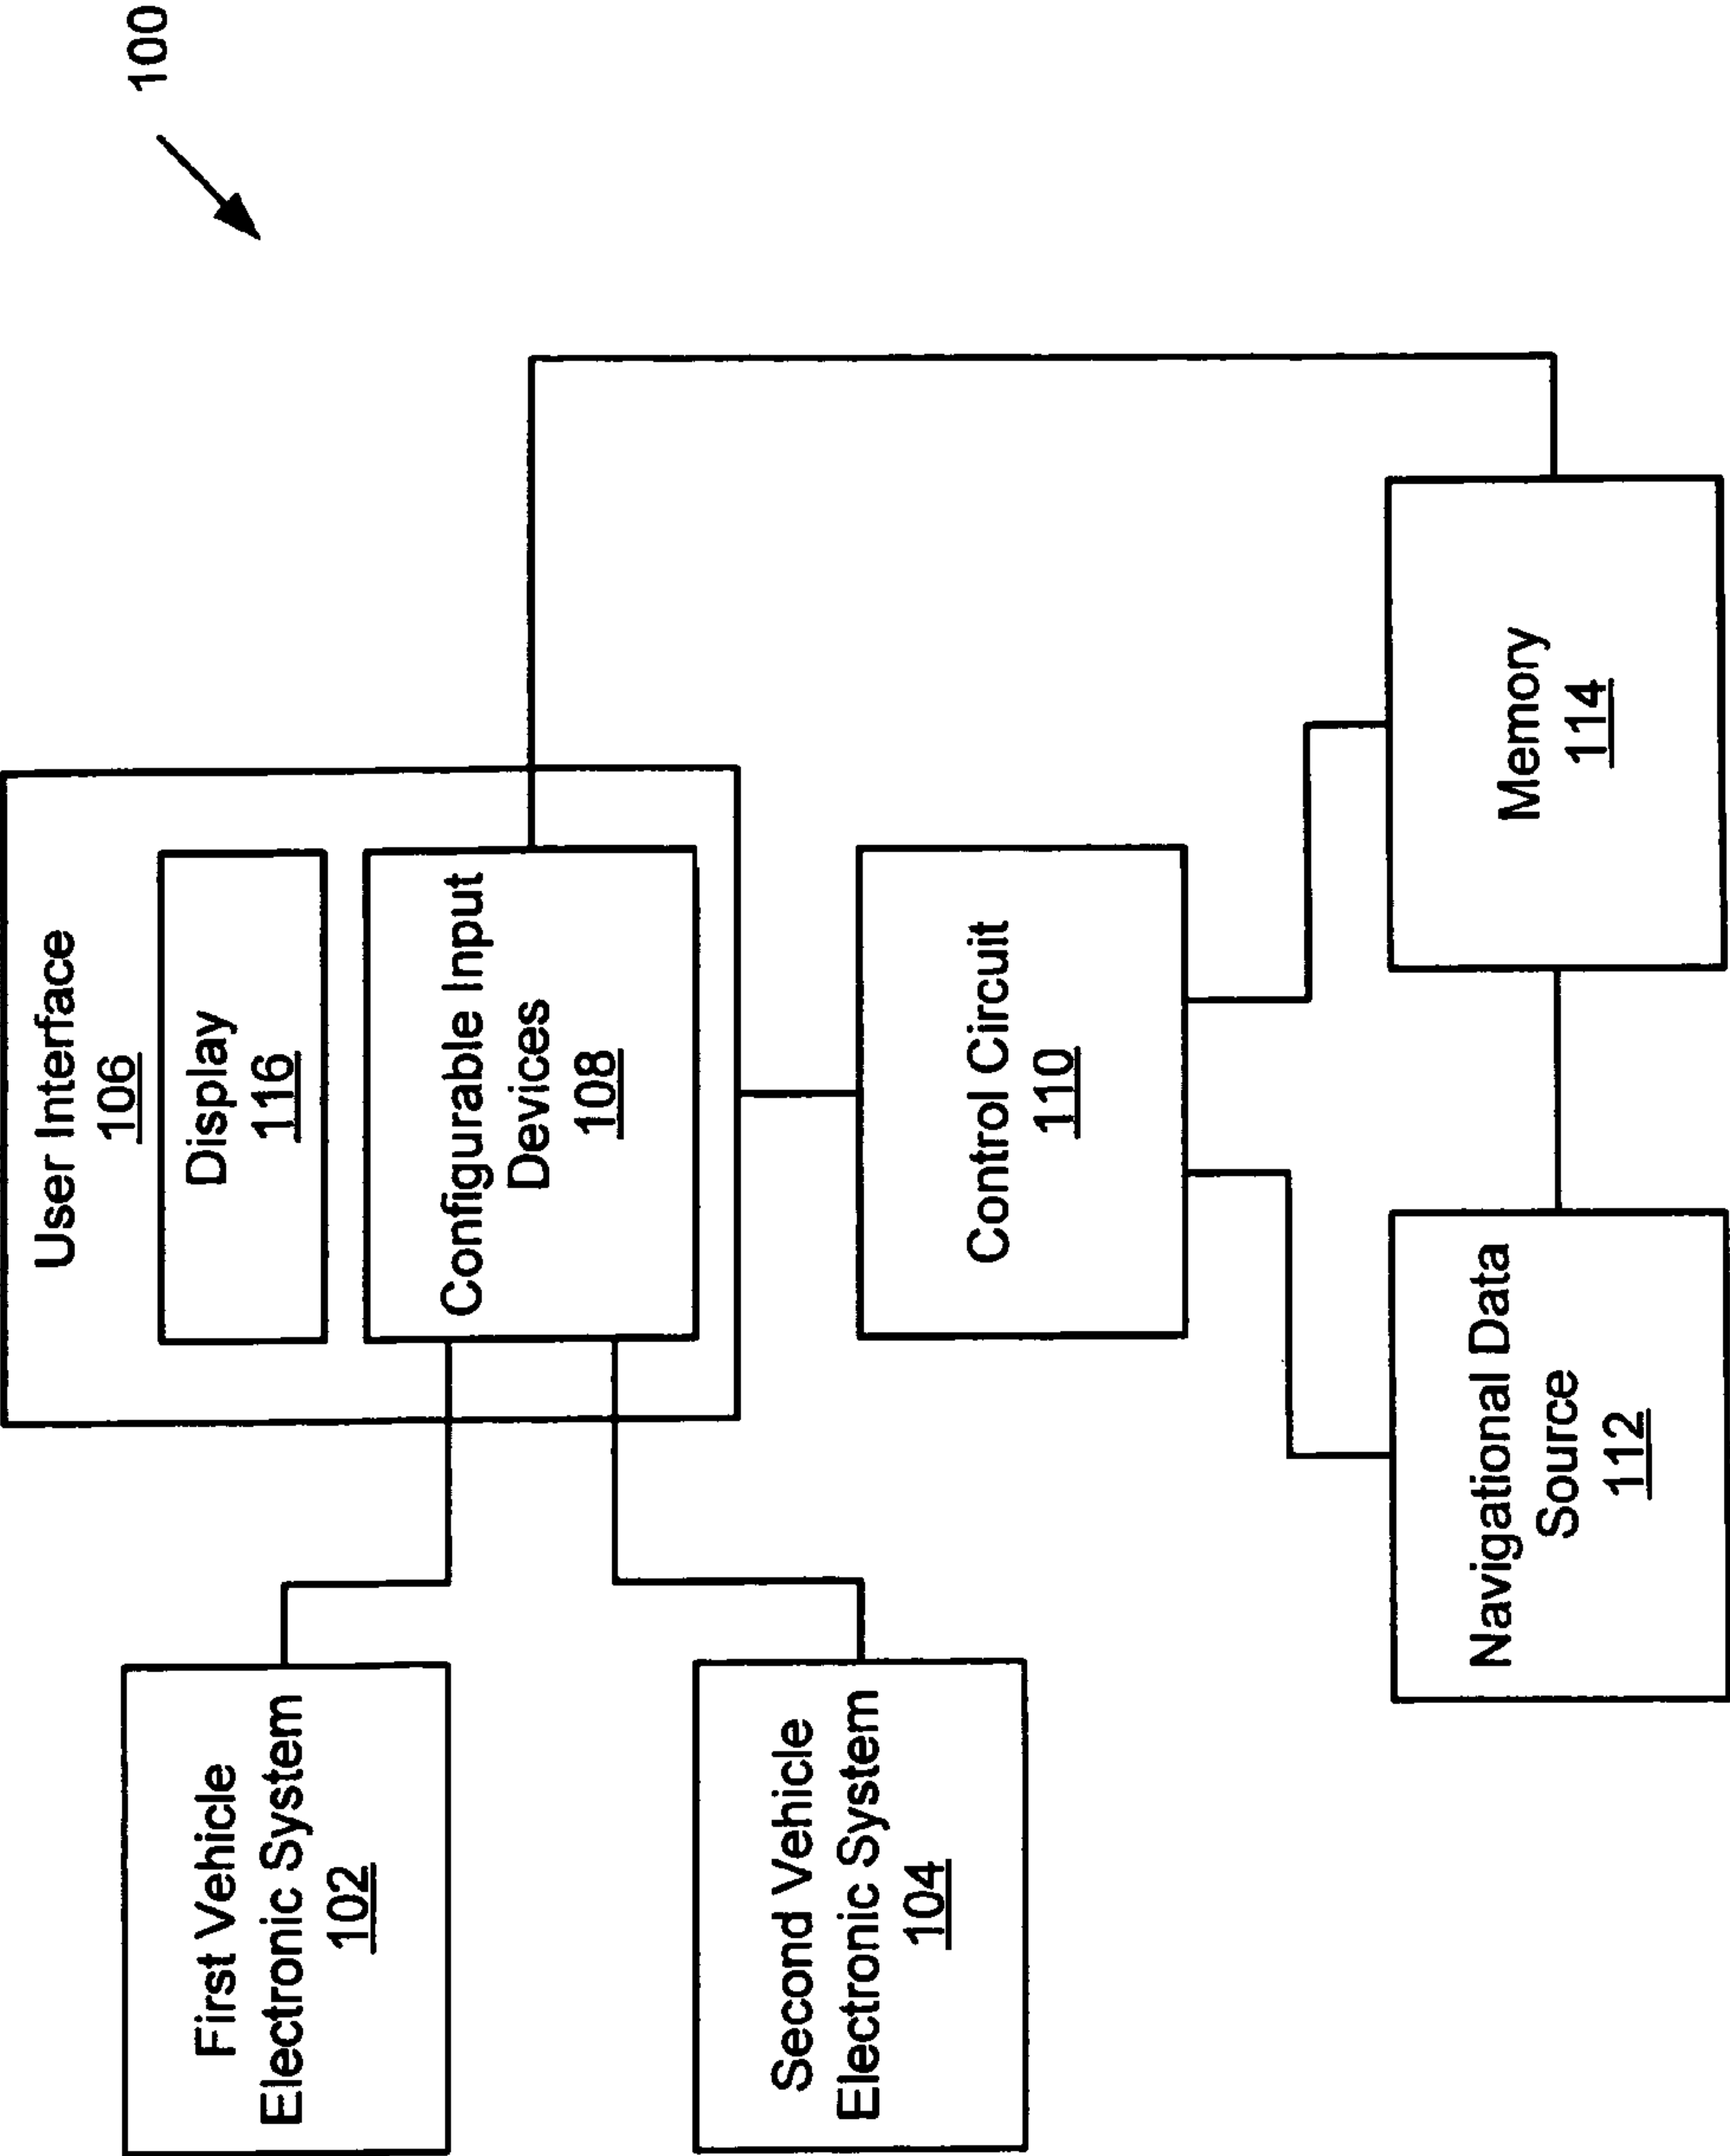 100
User Interface
106
Display
116
First Vehicle
Electronic System
102
Configurable Input
Devices
108
Second Vehicle
Electronic System
104
Control Circuit
110
Navigational Data
Source
112
Memory
114